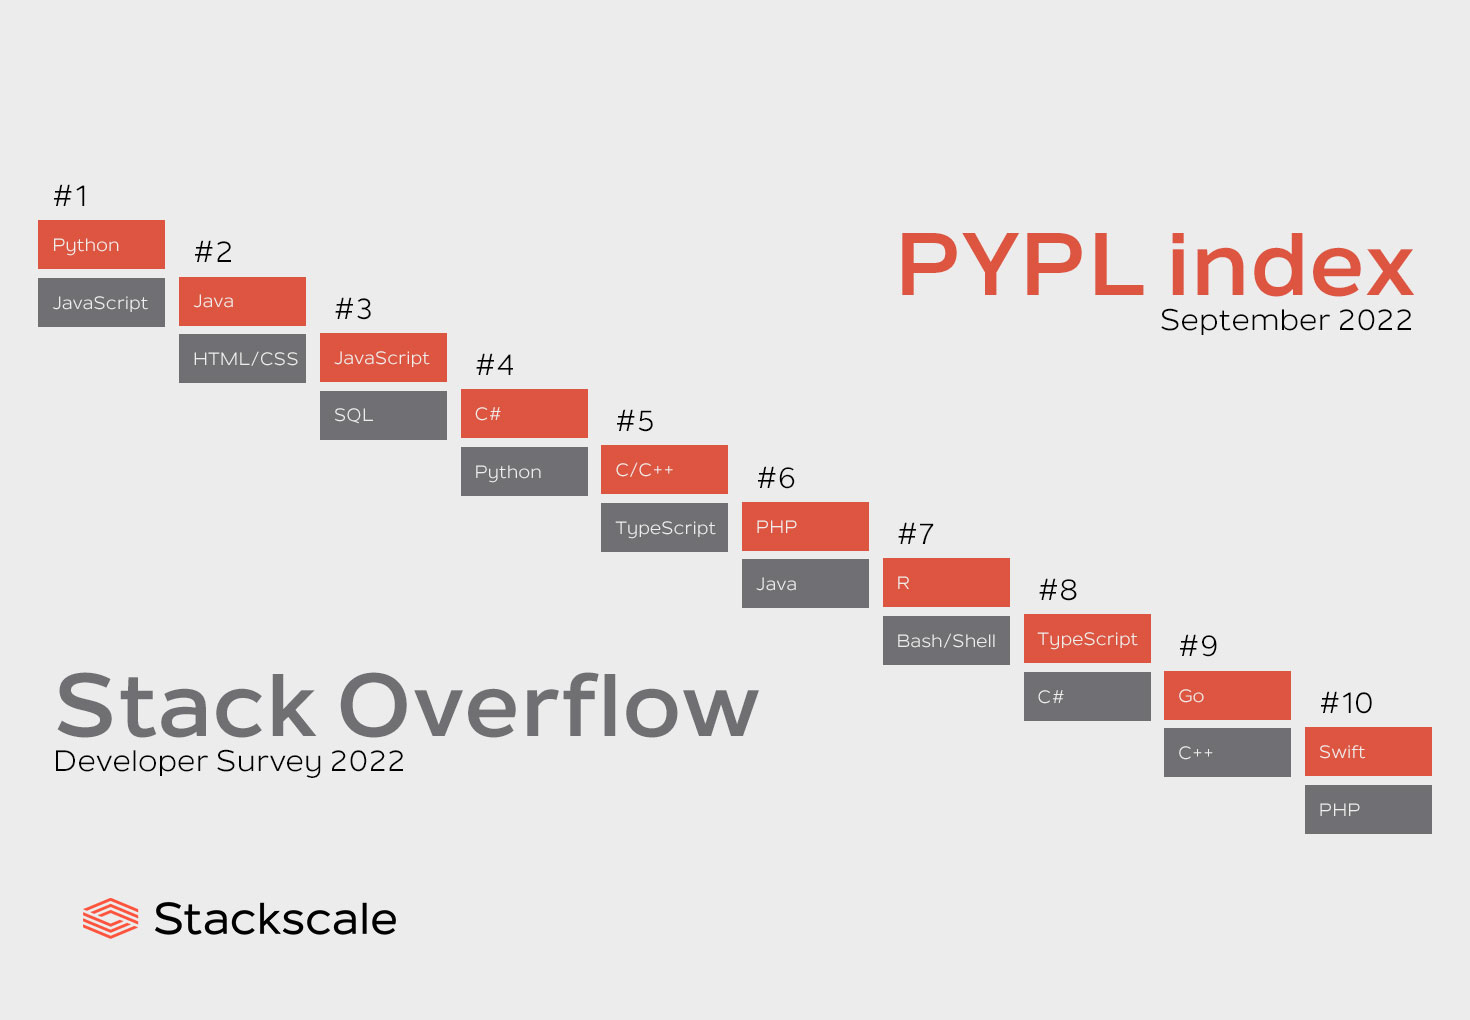 #1
Python
JavaScript
#2
Java
HTML/CSS
#3
JavaScript
SQL
#4
C#
Python
#5
C/C++
TypeScript
#6
PHP
Java
#7
R
Bash/Shell
#8
TypeScript
C#
#9
Go
C++
#10
Swift
PHP
PYPL index
September 2022
Stack Overflow
Developer Survey 2022
Stackscale